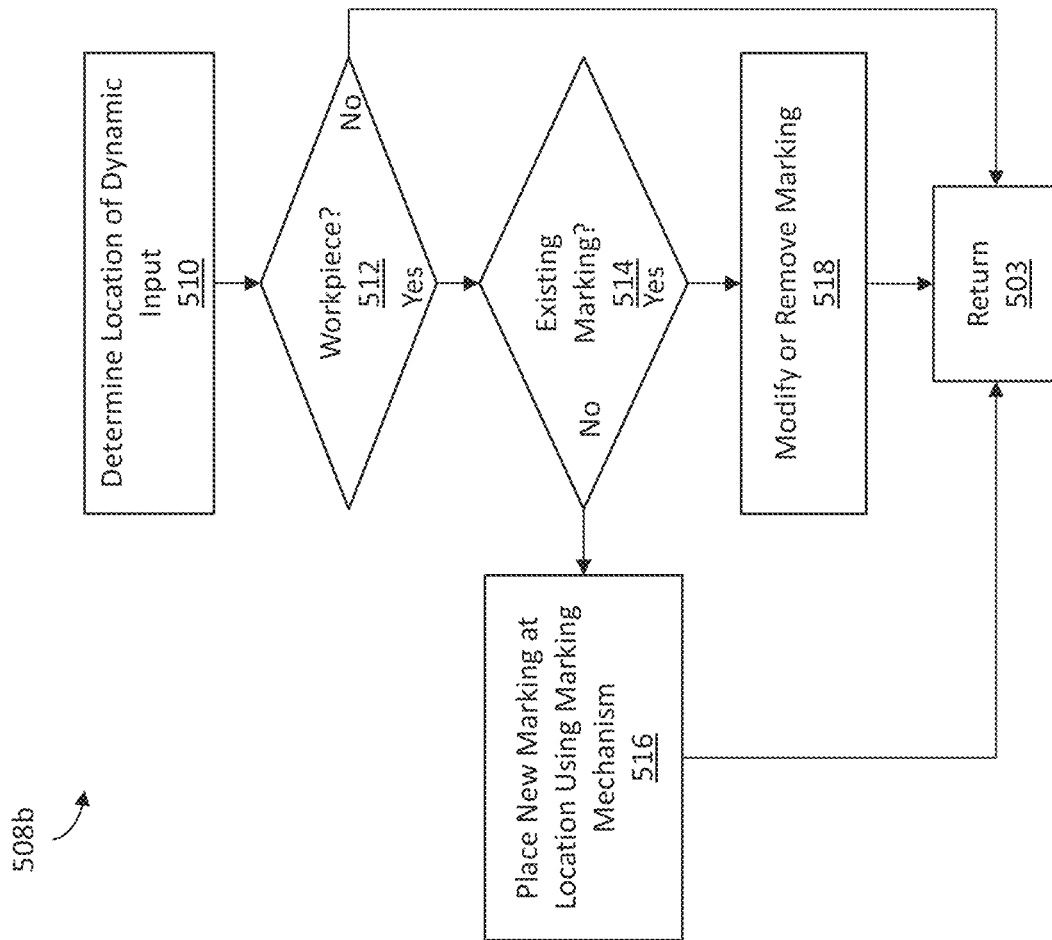 508b
Determine Location of Dynamic
Input
510
Workpiece?
512
Yes
No
Existing
Marking?
514
Yes
No
Place New Marking at
Location Using Marking
Mechanism
516
Modify or Remove Marking
518
Return
503